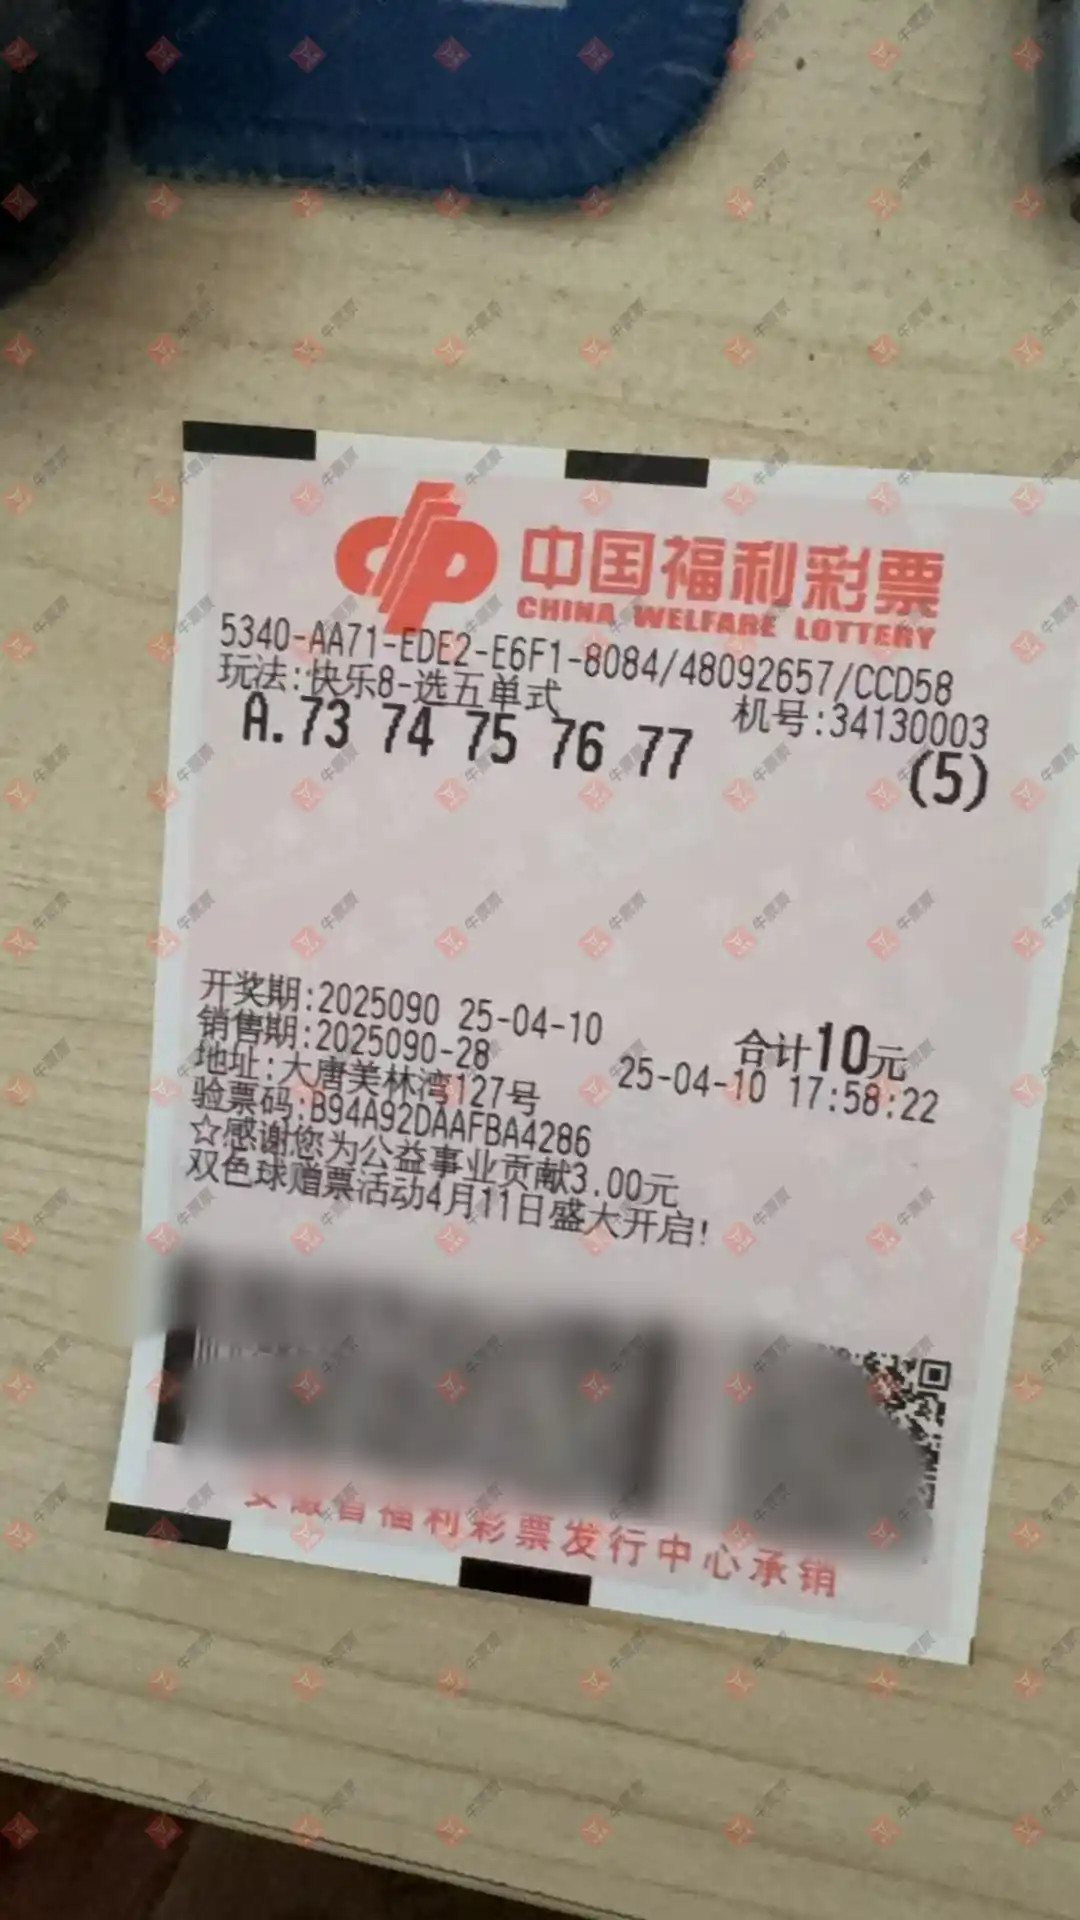 中国福利彩票
CHINA WELFARE LOTTERY
5340-AA71-EDE2-E6F1-8084/48092657/CCD58
玩法:快乐8-选五单式 机号:34130003
A.73 74 75 76 77 (5)
开奖期:2025090 25-04-10 合计10元
销售期:2025090-28 25-04-10 17:58:22
地址:大唐美林湾127号
验票码:B94A92DAAFBA4286
☆感谢您为公益事业贡献3.00元
双色球赠票活动4月11日盛大开启!
安徽省福利彩票发行中心承销